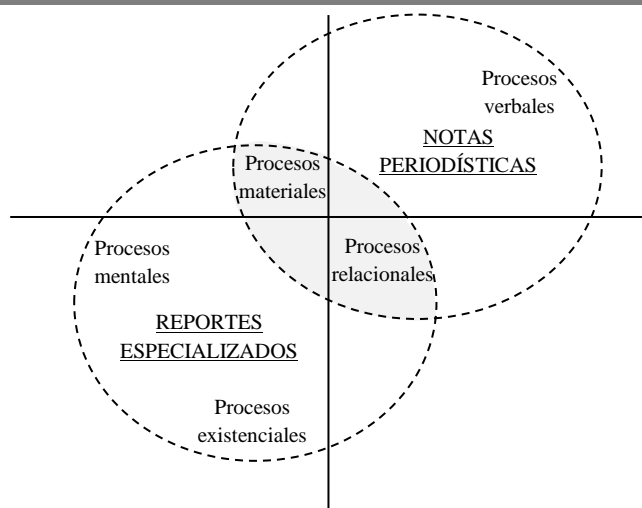 Procesos
verbales
NOTAS
PERIODÍSTICAS
Procesos
materiales
Procesos
relacionales
Procesos
mentales
REPORTES
ESPECIALIZADOS
Procesos
existenciales